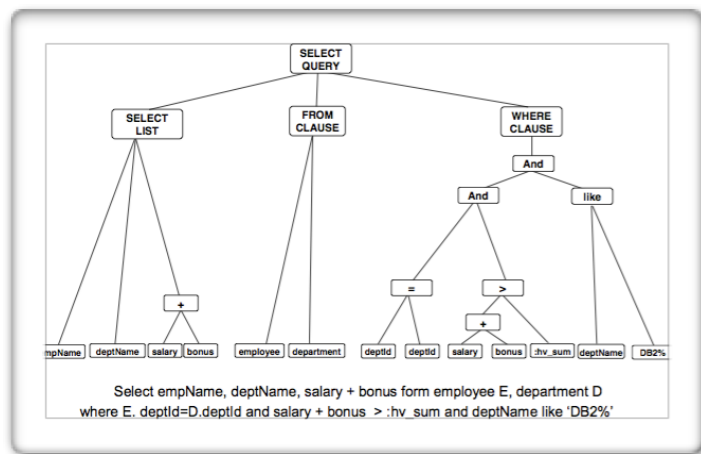 SELECT
QUERY
SELECT
LIST
FROM
CLAUSE
WHERE
CLAUSE
And
And
like
=
>
+
+
mpName
deptName
salary
bonus
employee
department
deptId
deptId
salary
bonus
:hv_sum
deptName
DB2%
Select empName, deptName, salary + bonus form employee E, department D
where E. deptId=D.deptId and salary + bonus > :hv_sum and deptName like ‘DB2%’